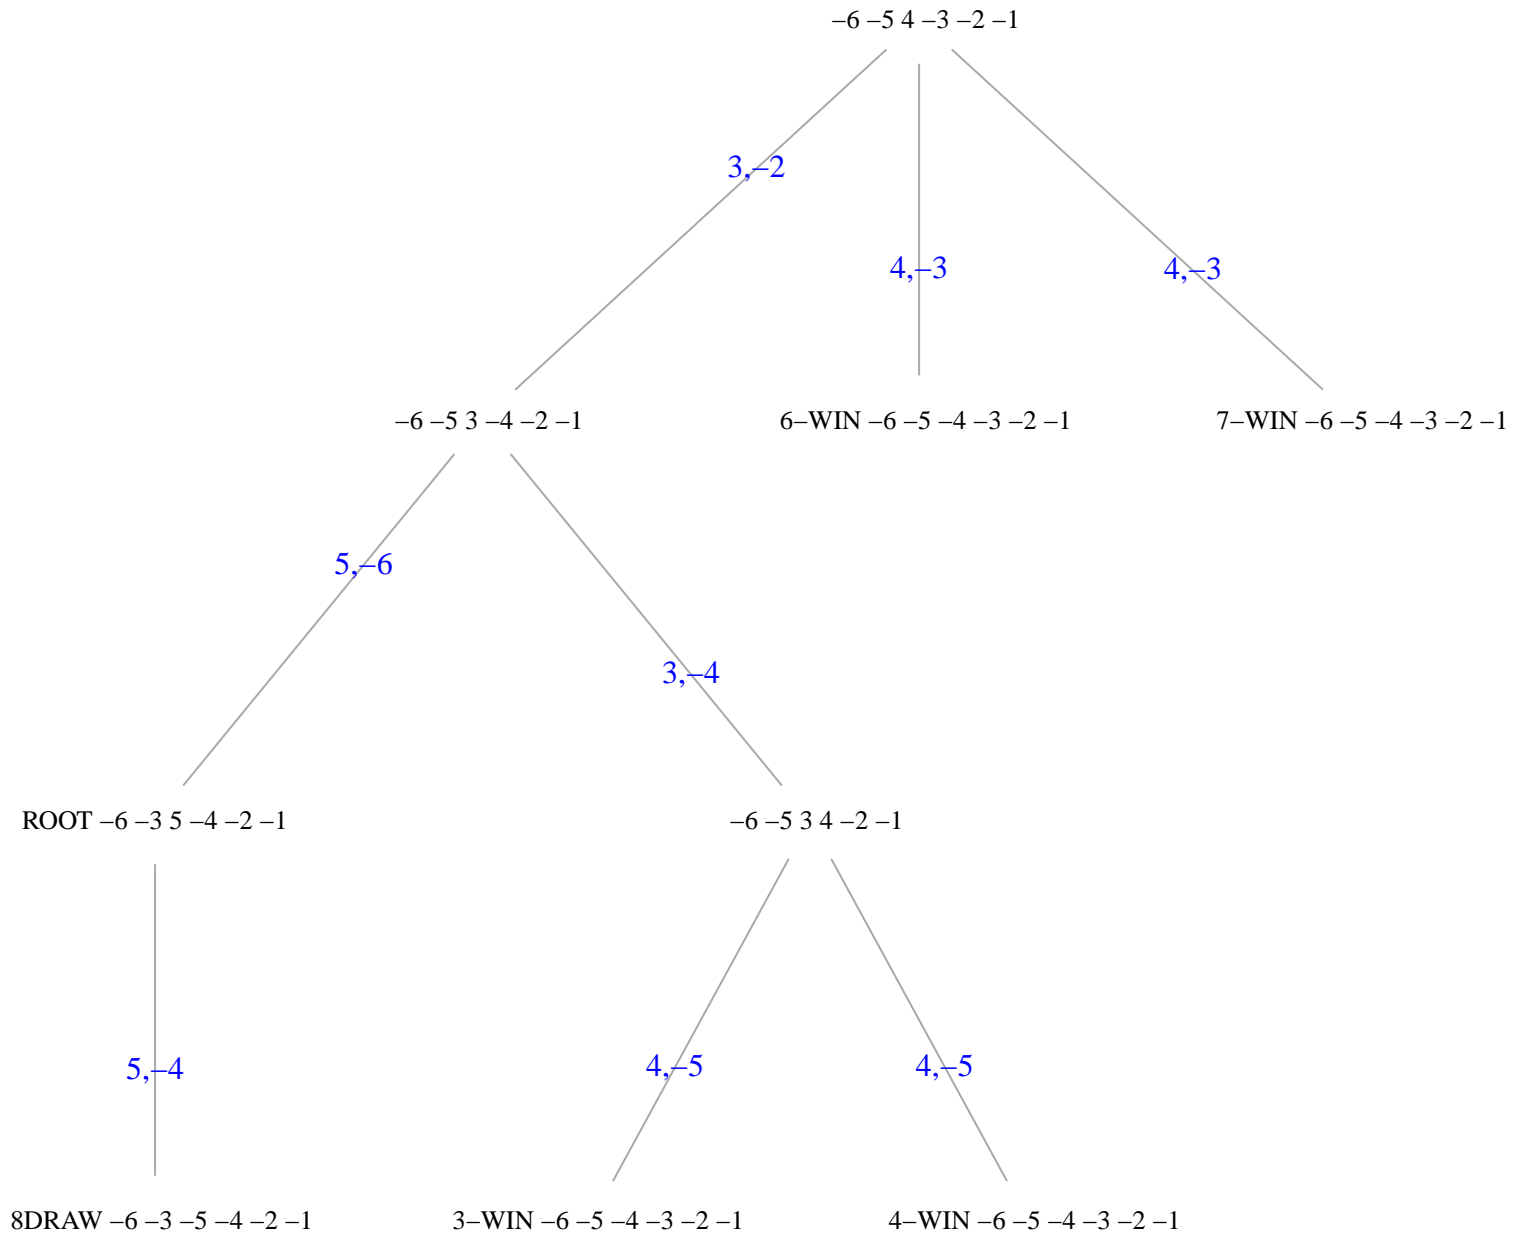 –6 –5 4 –3 –2 –1
3,–2
4,–3
4,–3
–6 –5 3 –4 –2 –1
6–WIN –6 –5 –4 –3 –2 –1
7–WIN –6 –5 –4 –3 –2 –1
5,–6
3,–4
ROOT –6 –3 5 –4 –2 –1
–6 –5 3 4 –2 –1
5,–4
4,–5
4,–5
8DRAW –6 –3 –5 –4 –2 –1
3–WIN –6 –5 –4 –3 –2 –1
4–WIN –6 –5 –4 –3 –2 –1